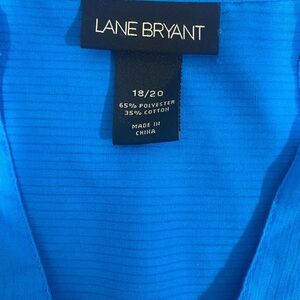 LANE BRYANT
18/20
65% POLYESTER
35% COTTON
MADE IN
CHINA